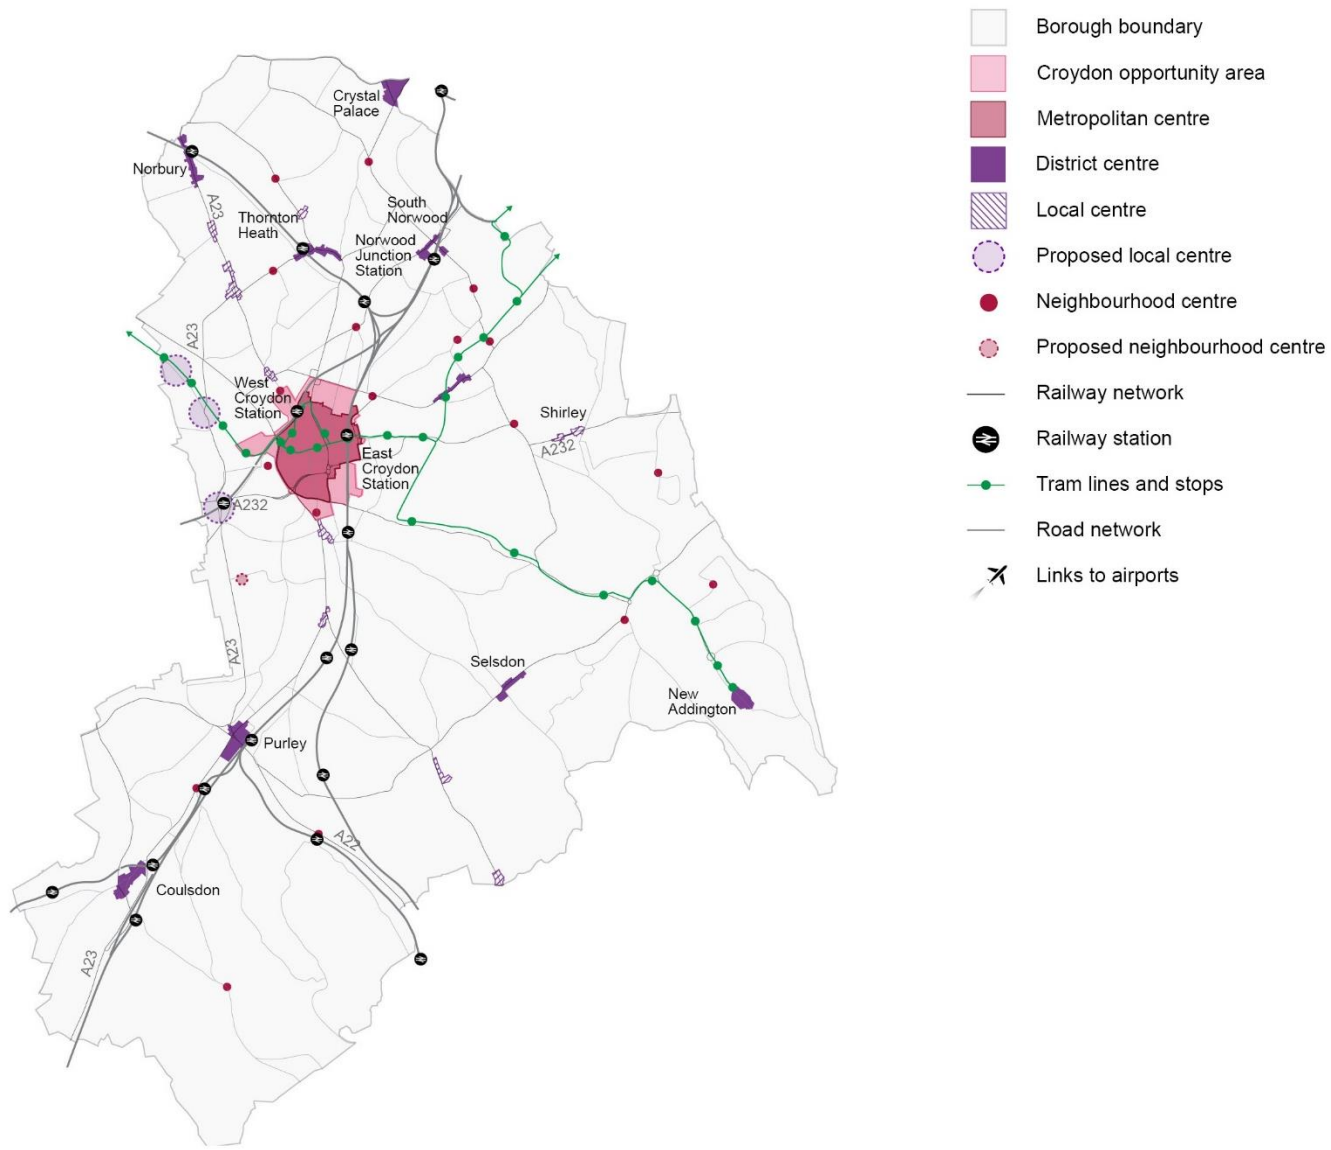 Crystal
Palace
Norbury
A23
Thornton
Heath
South
Norwood
Norwood
Junction
Station
A23
West
Croydon
Station
Shirley
A232
East
Croydon
Station
A232
A23
Selsdon
New
Addington
Purley
A22
Coulsdon
A23
Borough boundary
Croydon opportunity area
Metropolitan centre
District centre
Local centre
Proposed local centre
Neighbourhood centre
Proposed neighbourhood centre
Railway network
Railway station
Tram lines and stops
Road network
Links to airports